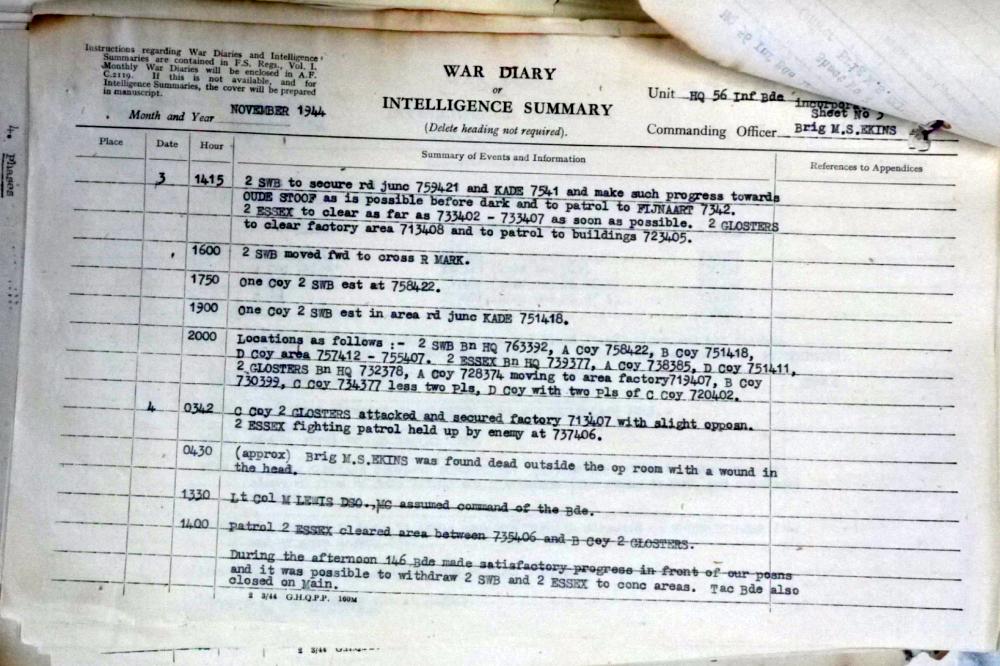 Instructions regarding War Diaries and Intelligence
Summaries are contained in F.S. Regs., Vol. I.
Monthly War Diaries will be enclosed in A.F.
C.2119. If this is not available, and for
Intelligence Summaries, the cover will be prepared
in manuscript.
Month and Year NOVEMBER 1944
WAR DIARY
or
INTELLIGENCE SUMMARY
(Delete heading not required).
Unit HQ 56 Inf Bde
Sheet No 3
Commanding Officer Brig M.S.EKINS
4. Phases
Place Date Hour Summary of Events and Information References to Appendices
3 1415 2 SWB to secure rd junc 759421 and KADE 7541 and make such progress towards
OUDE STOOF as is possible before dark and to patrol to FIJNAART 7342.
2 ESSEX to clear as far as 733402 - 733407 as soon as possible. 2 GLOSTERS
to clear factory area 713408 and to patrol to buildings 723405.
1600 2 SWB moved fwd to cross R MARK.
1750 One Coy 2 SWB est at 758422.
1900 One Coy 2 SWB est in area rd junc KADE 751418.
2000 Locations as follows :- 2 SWB Bn HQ 763392, A Coy 758422, B Coy 751418,
D Coy area 757412 - 755407. 2 ESSEX Bn HQ 739377, A Coy 738385, D Coy 751411,
2 GLOSTERS Bn HQ 732378, A Coy 728374 moving to area factory719407, B Coy
730399, C Coy 734377 less two pls, D Coy with two pls of C Coy 720402.
4 0342 C Coy 2 GLOSTERS attacked and secured factory 713407 with slight opposn.
2 ESSEX fighting patrol held up by enemy at 737406.
0430 (approx) Brig M.S.EKINS was found dead outside the op room with a wound in
the head.
1330 Lt Col M LEWIS DSO.,MC assumed command of the Bde.
1400 patrol 2 ESSEX cleared area between 735406 and B Coy 2 GLOSTERS.
During the afternoon 146 Bde made satisfactory progress in front of our posns
and it was possible to withdraw 2 SWB and 2 ESSEX to conc areas. Tac Bde also
closed on Main.
2 3/44 G.H.Q.P.P. 160M